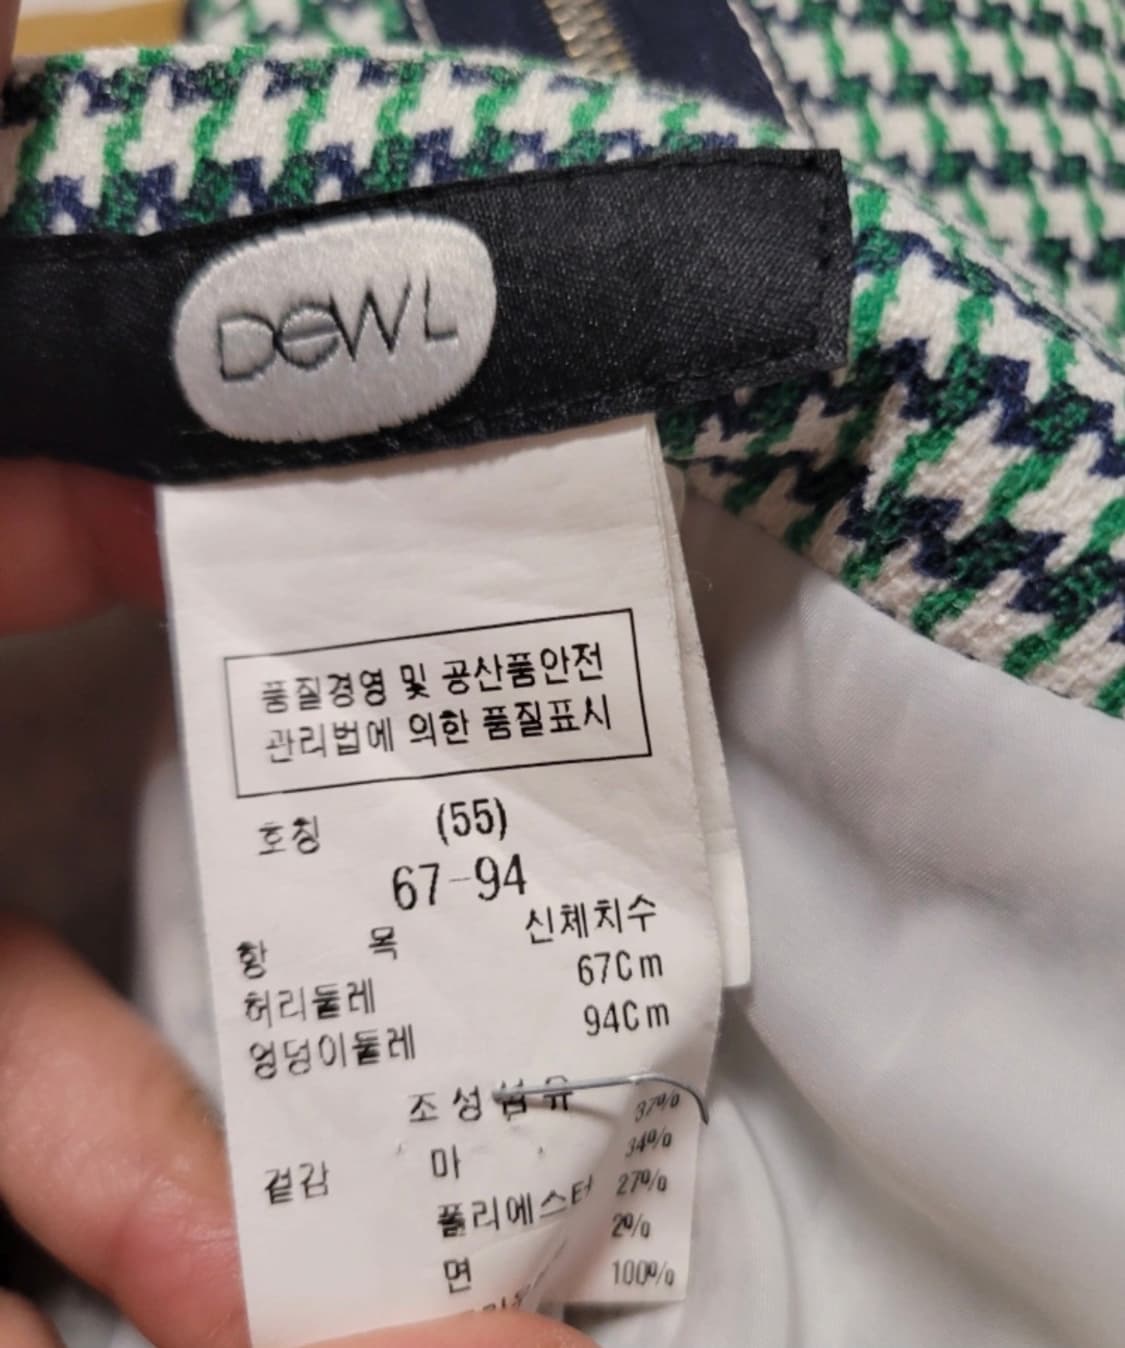 DEWL
품질경영 및 공산품안전
관리법에 의한 품질표시
호칭 (55)
67-94
항 목 신체치수
허리둘레 67Cm
엉덩이둘레 94Cm
조성섬유
37%
겉감 마 34%
폴리에스터 27%
면 2%
100%